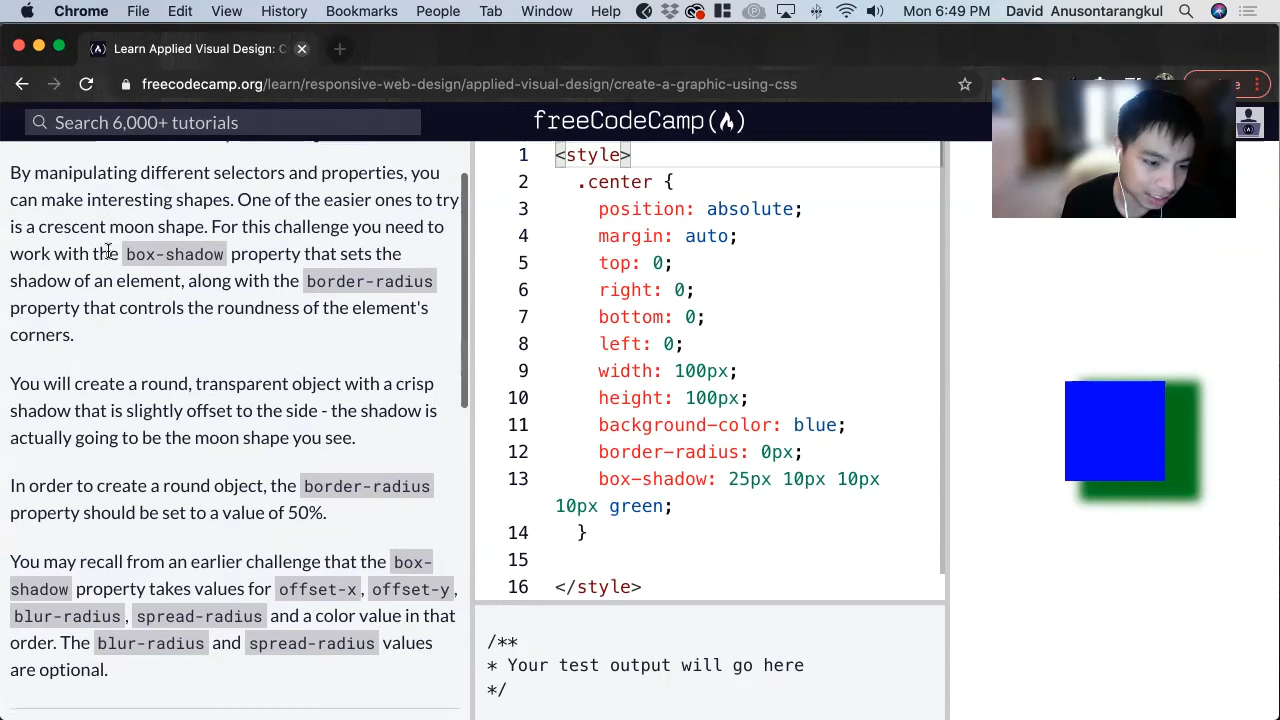 Chrome File Edit View History Bookmarks People Tab Window Help Mon 6:49 PM David Anusontarangkul
Learn Applied Visual Design: C
freecodecamp.org/learn/responsive-web-design/applied-visual-design/create-a-graphic-using-css
Search 6,000+ tutorials
freeCodeCamp
By manipulating different selectors and properties, you
can make interesting shapes. One of the easier ones to try
is a crescent moon shape. For this challenge you need to
work with the box-shadow property that sets the
shadow of an element, along with the border-radius
property that controls the roundness of the element's
corners.
You will create a round, transparent object with a crisp
shadow that is slightly offset to the side - the shadow is
actually going to be the moon shape you see.
In order to create a round object, the border-radius
property should be set to a value of 50%.
You may recall from an earlier challenge that the box-
shadow property takes values for offset-x, offset-y,
blur-radius, spread-radius and a color value in that
order. The blur-radius and spread-radius values
are optional.
1 <style>
2 .center {
3 position: absolute;
4 margin: auto;
5 top: 0;
6 right: 0;
7 bottom: 0;
8 left: 0;
9 width: 100px;
10 height: 100px;
11 background-color: blue;
12 border-radius: 0px;
13 box-shadow: 25px 10px 10px
10px green;
14 }
15
16 </style>
/**
* Your test output will go here
*/